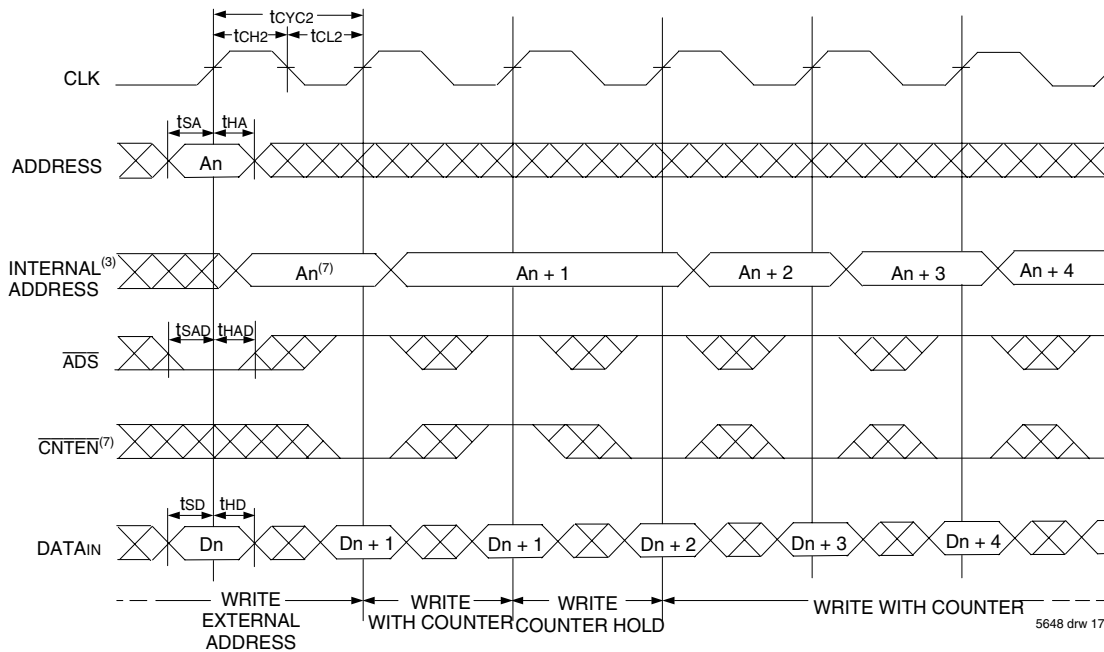 tCYC2
tCH2 tCL2
CLK
tSA tHA
ADDRESS An
INTERNAL(3) ADDRESS An(7) An + 1 An + 2 An + 3 An + 4
tSAD tHAD
ADS
CNTEN(7)
tSD tHD
DATAIN Dn Dn + 1 Dn + 1 Dn + 2 Dn + 3 Dn + 4
WRITE EXTERNAL ADDRESS
WRITE WITH COUNTER
WRITE COUNTER HOLD
WRITE WITH COUNTER
5648 drw 17